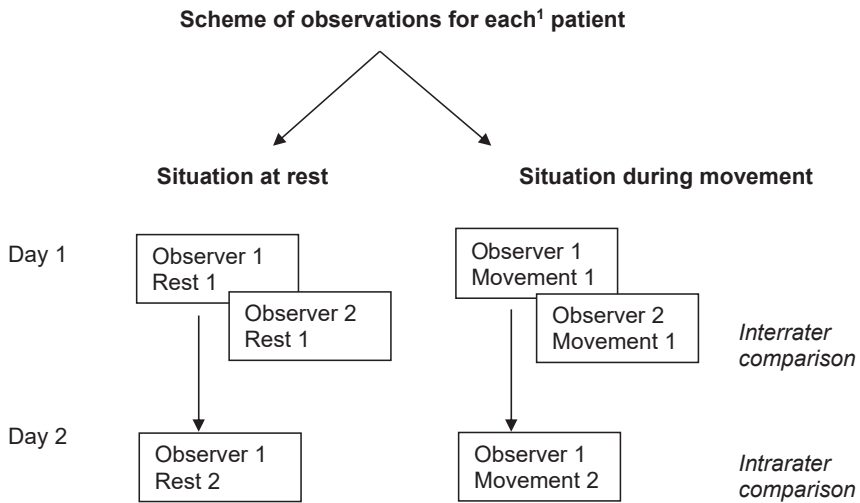 Scheme of observations for each¹ patient
Situation at rest
Situation during movement
Day 1
Observer 1
Rest 1
Observer 2
Rest 1
Observer 1
Movement 1
Observer 2
Movement 1
Interrater
comparison
Day 2
Observer 1
Rest 2
Observer 1
Movement 2
Intrarater
comparison